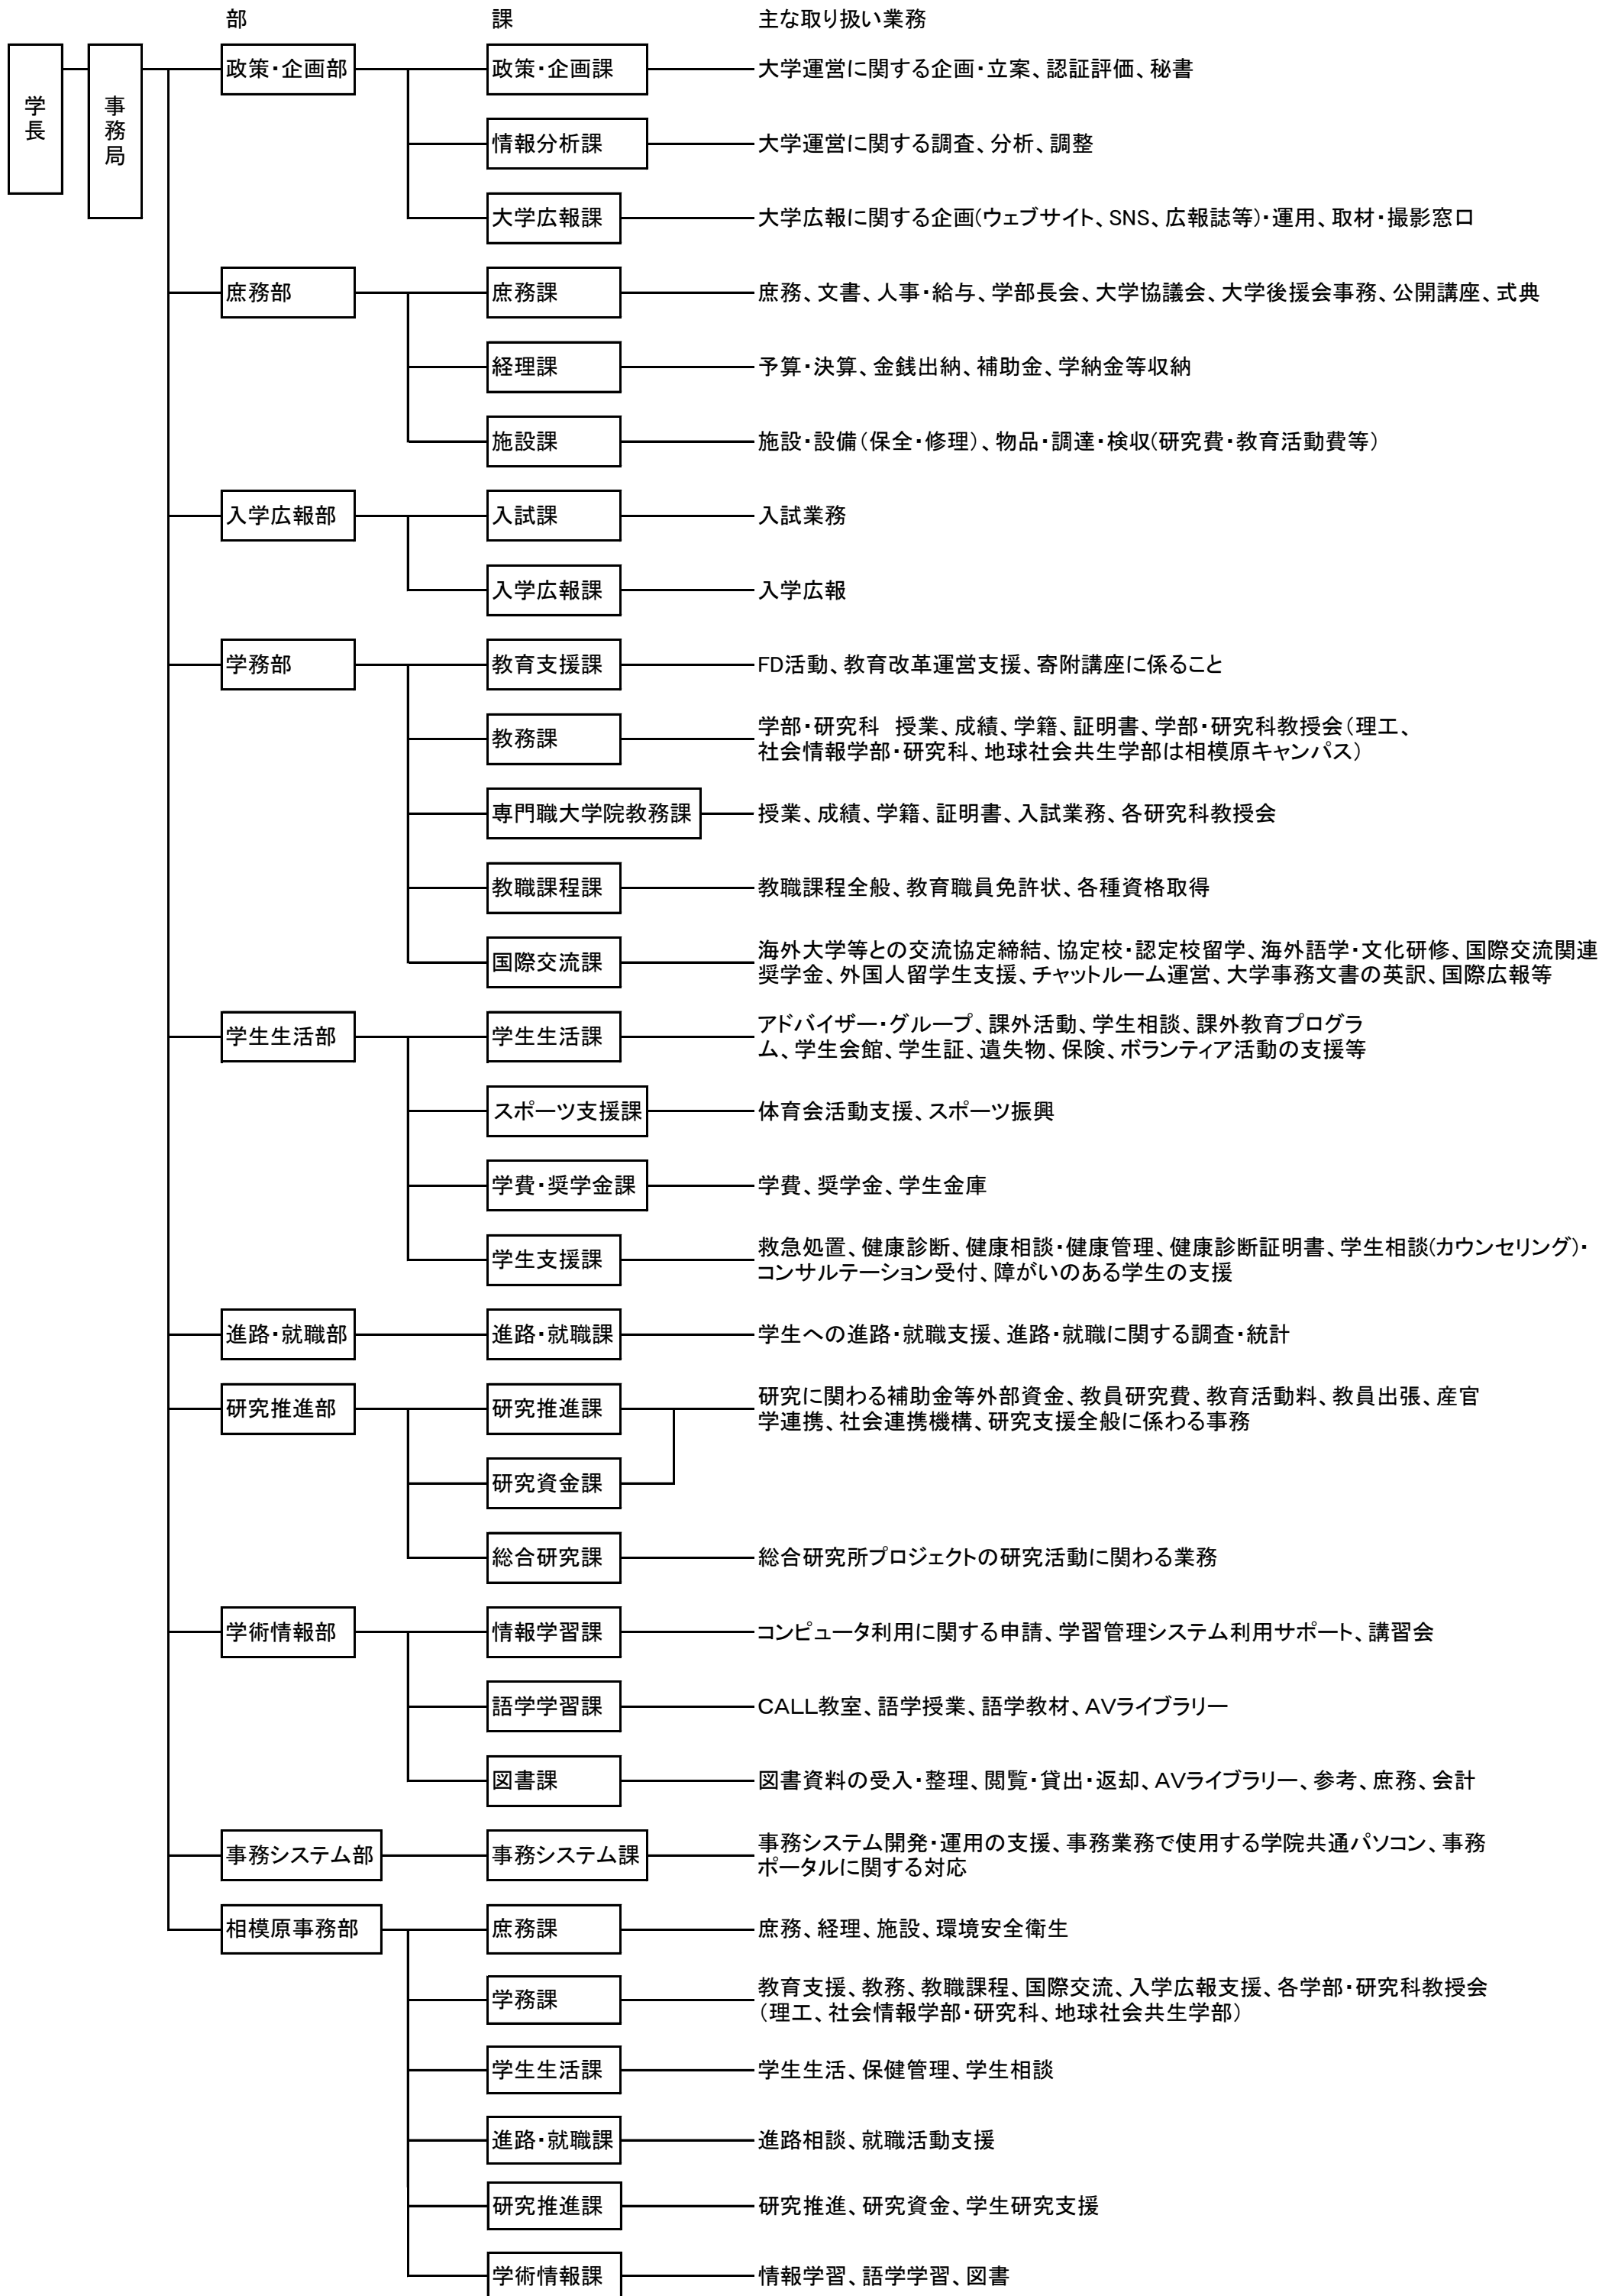 部 課 主な取り扱い業務
学長
事務局
政策・企画部 政策・企画課 大学運営に関する企画・立案、認証評価、秘書
情報分析課 大学運営に関する調査、分析、調整
大学広報課 大学広報に関する企画(ウェブサイト、SNS、広報誌等)・運用、取材・撮影窓口
庶務部 庶務課 庶務、文書、人事・給与、学部長会、大学協議会、大学後援会事務、公開講座、式典
経理課 予算・決算、金銭出納、補助金、学納金等収納
施設課 施設・設備（保全・修理）、物品・調達・検収(研究費・教育活動費等）
入学広報部 入試課 入試業務
入学広報課 入学広報
学務部 教育支援課 FD活動、教育改革運営支援、寄附講座に係ること
教務課 学部・研究科　授業、成績、学籍、証明書、学部・研究科教授会（理工、
社会情報学部・研究科、地球社会共生学部は相模原キャンパス）
専門職大学院教務課 授業、成績、学籍、証明書、入試業務、各研究科教授会
教職課程課 教職課程全般、教育職員免許状、各種資格取得
国際交流課 海外大学等との交流協定締結、協定校・認定校留学、海外語学・文化研修、国際交流関連
奨学金、外国人留学生支援、チャットルーム運営、大学事務文書の英訳、国際広報等
学生生活部 学生生活課 アドバイザー・グループ、課外活動、学生相談、課外教育プログラ
ム、学生会館、学生証、遺失物、保険、ボランティア活動の支援等
スポーツ支援課 体育会活動支援、スポーツ振興
学費・奨学金課 学費、奨学金、学生金庫
学生支援課 救急処置、健康診断、健康相談・健康管理、健康診断証明書、学生相談(カウンセリング)・
コンサルテーション受付、障がいのある学生の支援
進路・就職部 進路・就職課 学生への進路・就職支援、進路・就職に関する調査・統計
研究推進部 研究推進課 研究に関わる補助金等外部資金、教員研究費、教育活動料、教員出張、産官
学連携、社会連携機構、研究支援全般に係わる事務
研究資金課
総合研究課 総合研究所プロジェクトの研究活動に関わる業務
学術情報部 情報学習課 コンピュータ利用に関する申請、学習管理システム利用サポート、講習会
語学学習課 CALL教室、語学授業、語学教材、AVライブラリー
図書課 図書資料の受入・整理、閲覧・貸出・返却、AVライブラリー、参考、庶務、会計
事務システム部 事務システム課 事務システム開発・運用の支援、事務業務で使用する学院共通パソコン、事務
ポータルに関する対応
相模原事務部 庶務課 庶務、経理、施設、環境安全衛生
学務課 教育支援、教務、教職課程、国際交流、入学広報支援、各学部・研究科教授会
（理工、社会情報学部・研究科、地球社会共生学部）
学生生活課 学生生活、保健管理、学生相談
進路・就職課 進路相談、就職活動支援
研究推進課 研究推進、研究資金、学生研究支援
学術情報課 情報学習、語学学習、図書